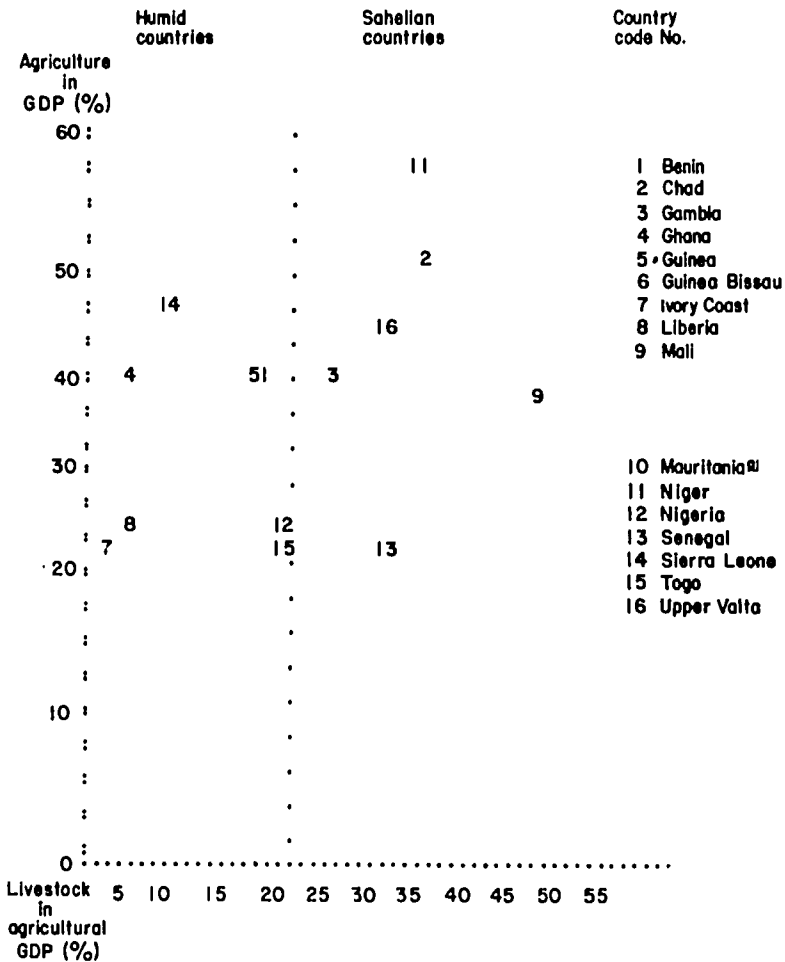 Humid countries
Sahelian countries
Country code No.
Agriculture in GDP (%)
60
11
1 Benin
2 Chad
3 Gambia
2
4 Ghana
50
5 Guinea
6 Guinea Bissau
14
7 Ivory Coast
16
8 Liberia
9 Mali
40 4 51 3
9
30
10 Mauritania
11 Niger
8 12
12 Nigeria
7 15 13
13 Senegal
20
14 Sierra Leone
15 Togo
16 Upper Valta
10
0
Livestock in agricultural GDP (%)
5 10 15 20 25 30 35 40 45 50 55